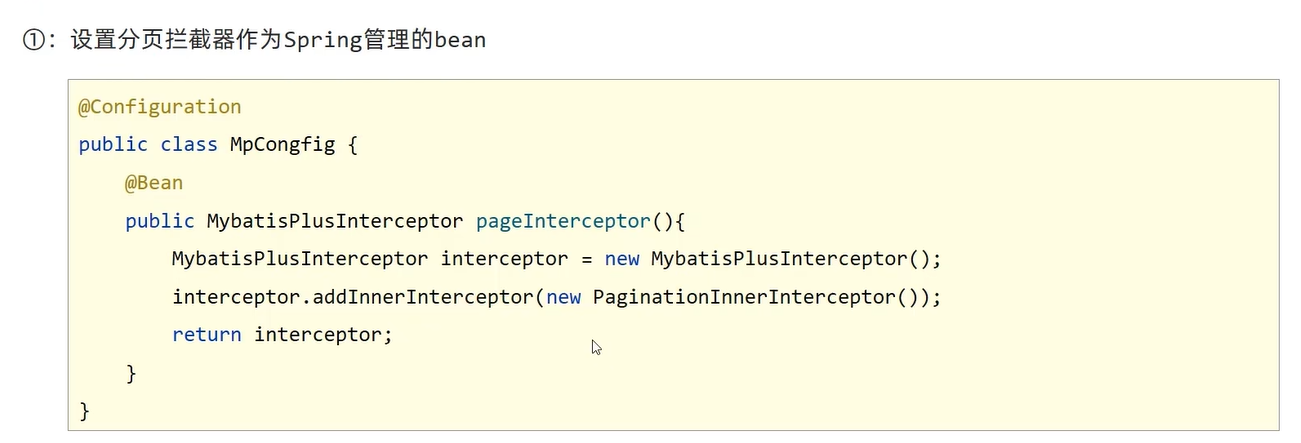 ①：设置分页拦截器作为Spring管理的bean
@Configuration
public class MpCongfig {
    @Bean
    public MybatisPlusInterceptor pageInterceptor(){
        MybatisPlusInterceptor interceptor = new MybatisPlusInterceptor();
        interceptor.addInnerInterceptor(new PaginationInnerInterceptor());
        return interceptor;
    }
}